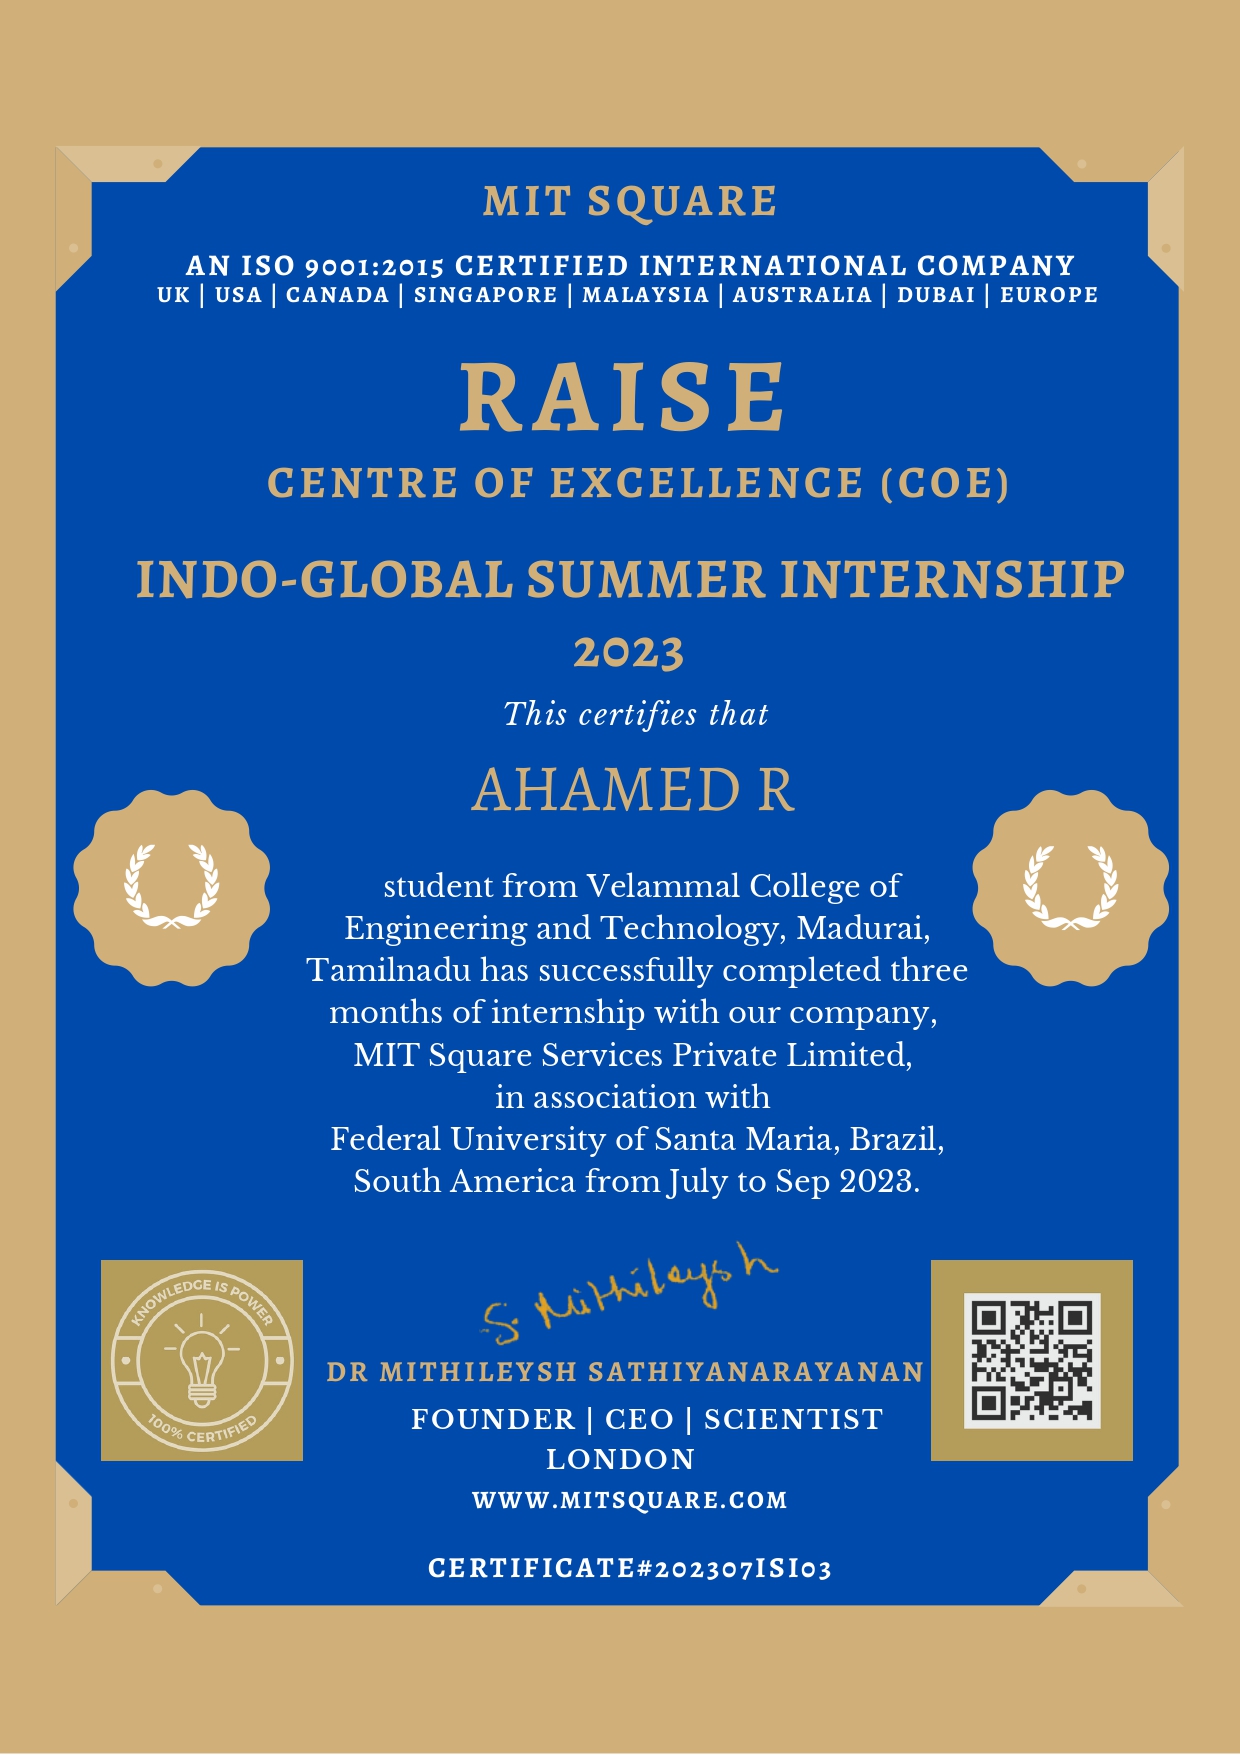 MIT SQUARE
AN ISO 9001:2015 CERTIFIED INTERNATIONAL COMPANY
UK | USA | CANADA | SINGAPORE | MALAYSIA | AUSTRALIA | DUBAI | EUROPE
RAISE
CENTRE OF EXCELLENCE (COE)
INDO-GLOBAL SUMMER INTERNSHIP
2023
This certifies that
AHAMED R
student from Velammal College of
Engineering and Technology, Madurai,
Tamilnadu has successfully completed three
months of internship with our company,
MIT Square Services Private Limited,
in association with
Federal University of Santa Maria, Brazil,
South America from July to Sep 2023.
KNOWLEDGE IS POWER
100% CERTIFIED
S. Mithileysh
DR MITHILEYSH SATHIYANARAYANAN
FOUNDER | CEO | SCIENTIST
LONDON
WWW.MITSQUARE.COM
CERTIFICATE#202307ISI03